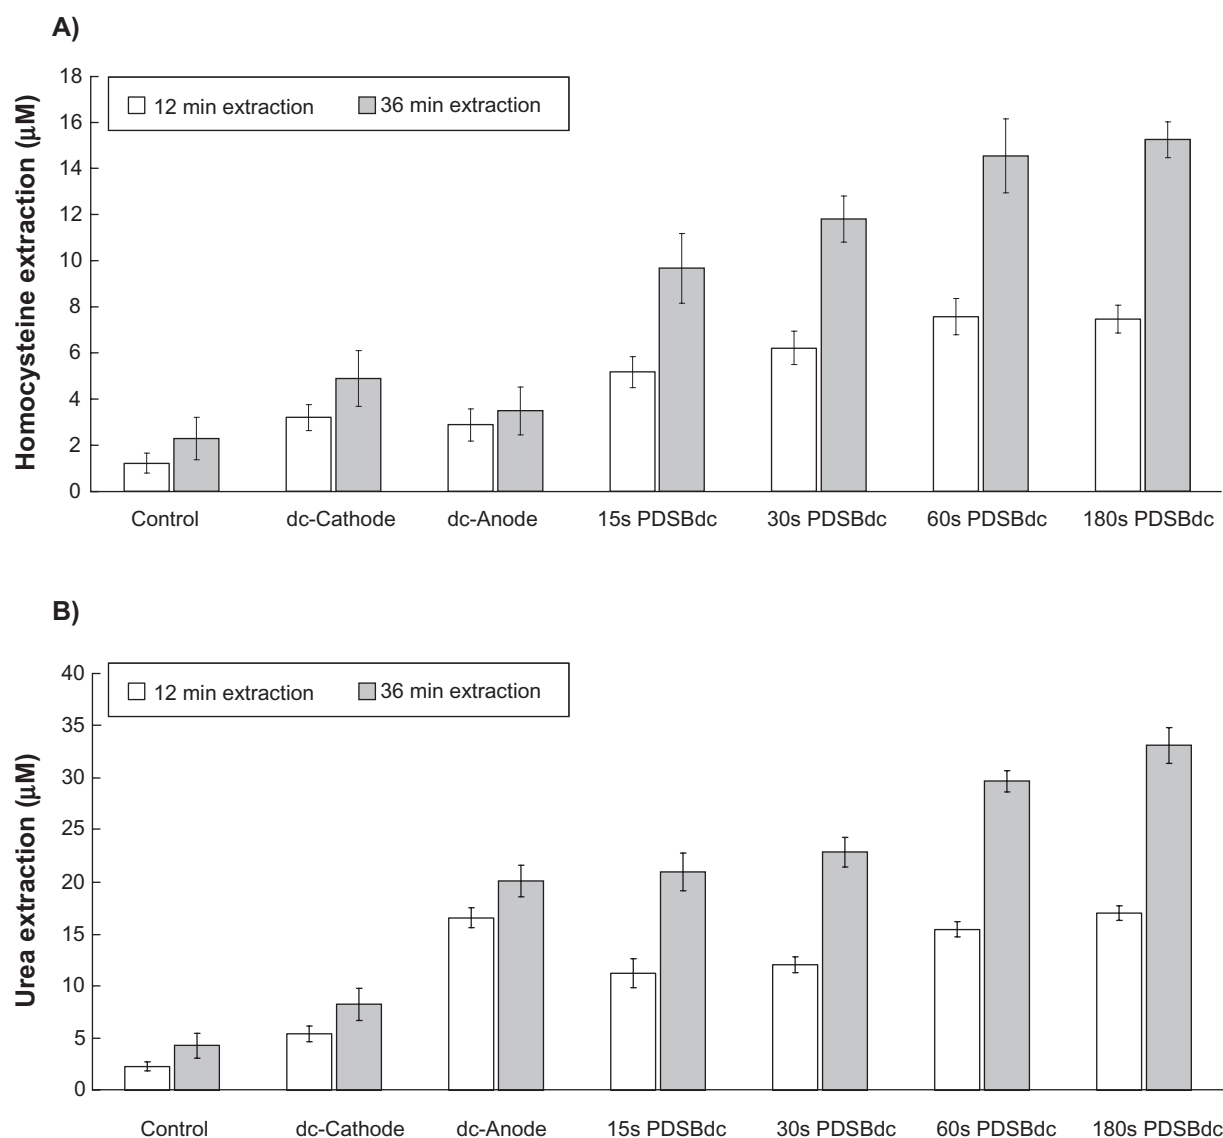 A)
Homocysteine extraction (μM)
18
16
14
12
10
8
6
4
2
0
12 min extraction
36 min extraction
Control
dc-Cathode
dc-Anode
15s PDSBdc
30s PDSBdc
60s PDSBdc
180s PDSBdc
B)
Urea extraction (μM)
40
35
30
25
20
15
10
5
0
12 min extraction
36 min extraction
Control
dc-Cathode
dc-Anode
15s PDSBdc
30s PDSBdc
60s PDSBdc
180s PDSBdc